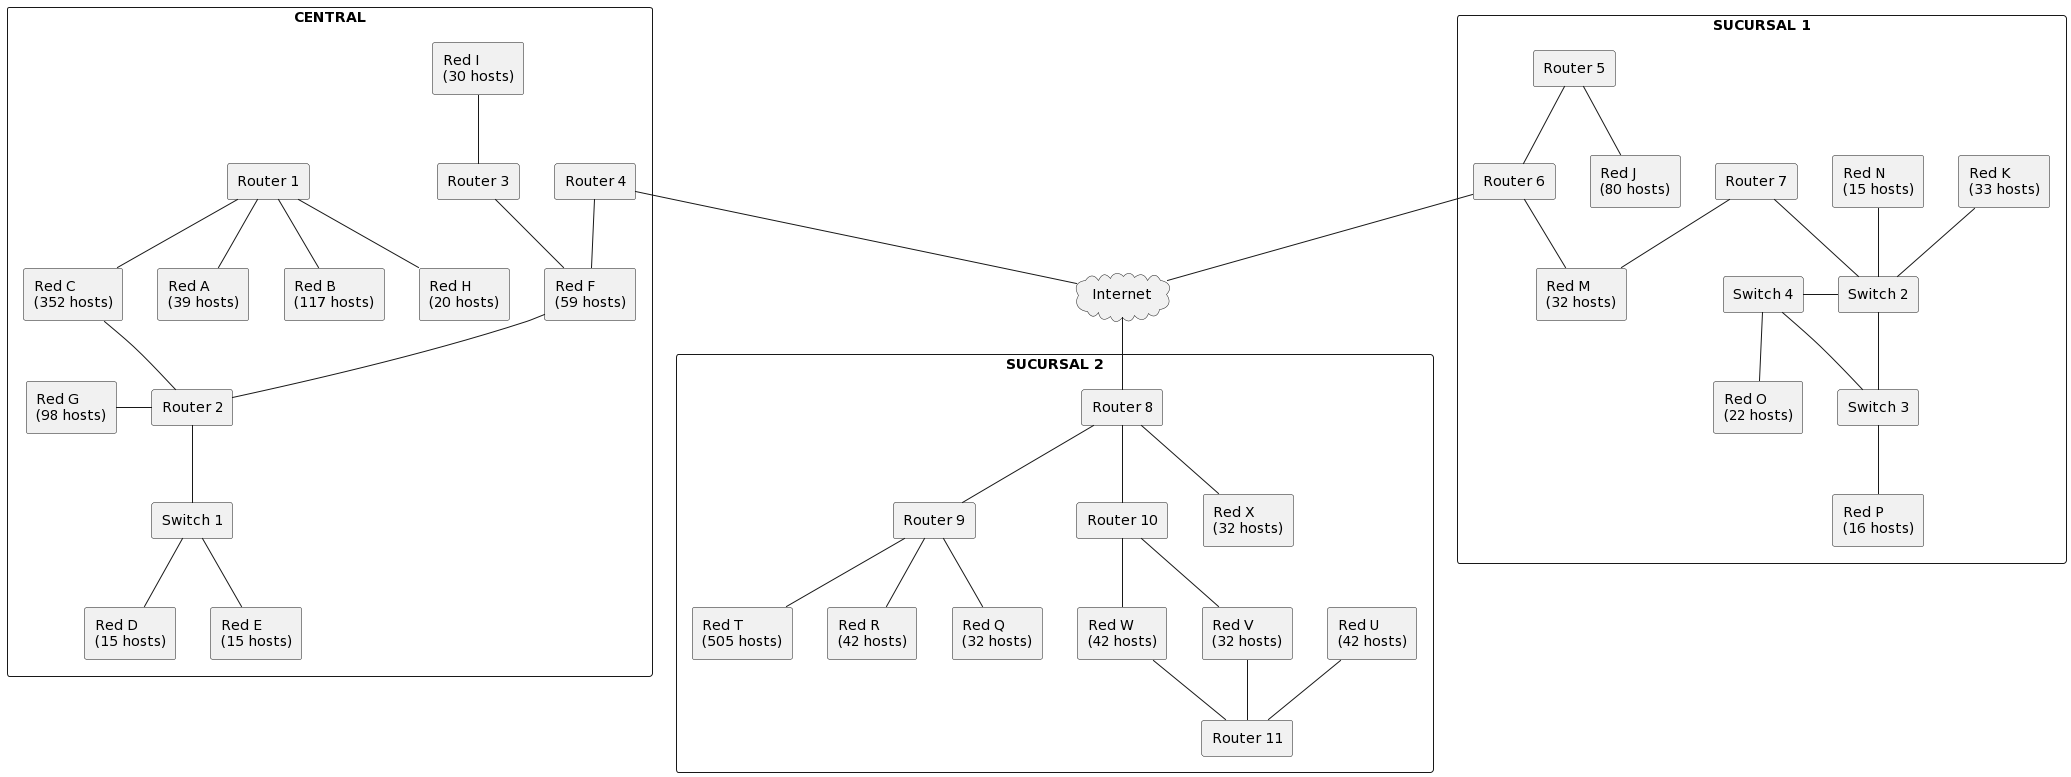 CENTRAL
Red I
(30 hosts)
Router 1
Router 3
Router 4
Red C
(352 hosts)
Red A
(39 hosts)
Red B
(117 hosts)
Red H
(20 hosts)
Red F
(59 hosts)
Red G
(98 hosts)
Router 2
Switch 1
Red D
(15 hosts)
Red E
(15 hosts)
Internet
SUCURSAL 2
Router 8
Router 9
Router 10
Red X
(32 hosts)
Red T
(505 hosts)
Red R
(42 hosts)
Red Q
(32 hosts)
Red W
(42 hosts)
Red V
(32 hosts)
Red U
(42 hosts)
Router 11
SUCURSAL 1
Router 5
Router 6
Red J
(80 hosts)
Router 7
Red N
(15 hosts)
Red K
(33 hosts)
Red M
(32 hosts)
Switch 4
Switch 2
Red O
(22 hosts)
Switch 3
Red P
(16 hosts)